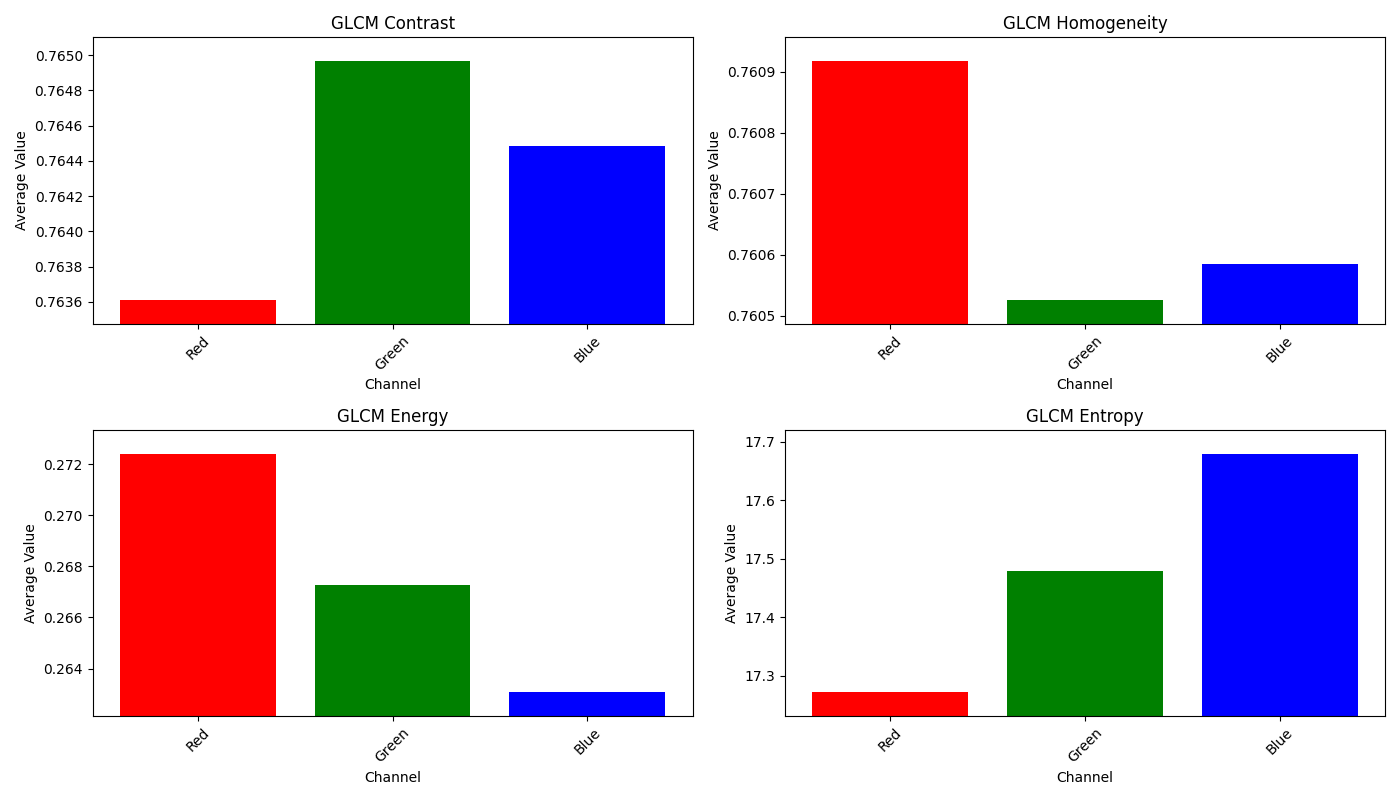 GLCM Contrast
Average Value
0.7650
0.7648
0.7646
0.7644
0.7642
0.7640
0.7638
0.7636
Red
Green
Blue
Channel
GLCM Homogeneity
Average Value
0.7609
0.7608
0.7607
0.7606
0.7605
Red
Green
Blue
Channel
GLCM Energy
Average Value
0.272
0.270
0.268
0.266
0.264
Red
Green
Blue
Channel
GLCM Entropy
Average Value
17.7
17.6
17.5
17.4
17.3
Red
Green
Blue
Channel